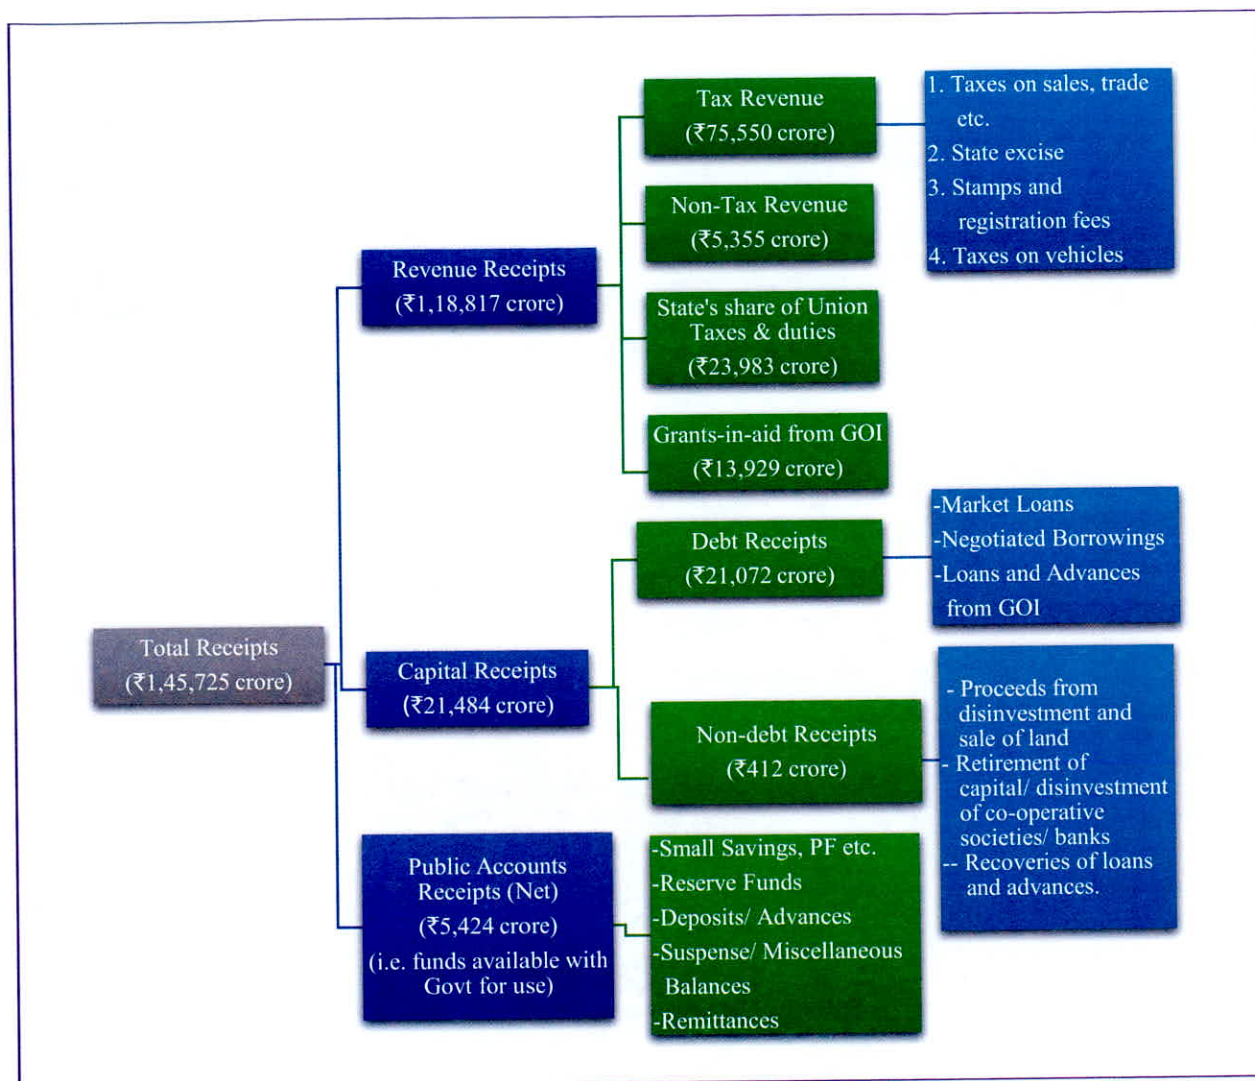 Tax Revenue
(₹75,550 crore)
1. Taxes on sales, trade
etc.
2. State excise
3. Stamps and
registration fees
4. Taxes on vehicles
Non-Tax Revenue
(₹5,355 crore)
Revenue Receipts
(₹1,18,817 crore)
State's share of Union
Taxes & duties
(₹23,983 crore)
Grants-in-aid from GOI
(₹13,929 crore)
Debt Receipts
(₹21,072 crore)
-Market Loans
-Negotiated Borrowings
-Loans and Advances
from GOI
Total Receipts
(₹1,45,725 crore)
Capital Receipts
(₹21,484 crore)
Non-debt Receipts
(₹412 crore)
- Proceeds from
disinvestment and
sale of land
- Retirement of
capital/ disinvestment
of co-operative
societies/ banks
-- Recoveries of loans
and advances.
Public Accounts
Receipts (Net)
(₹5,424 crore)
(i.e. funds available with
Govt for use)
-Small Savings, PF etc.
-Reserve Funds
-Deposits/ Advances
-Suspense/ Miscellaneous
Balances
-Remittances